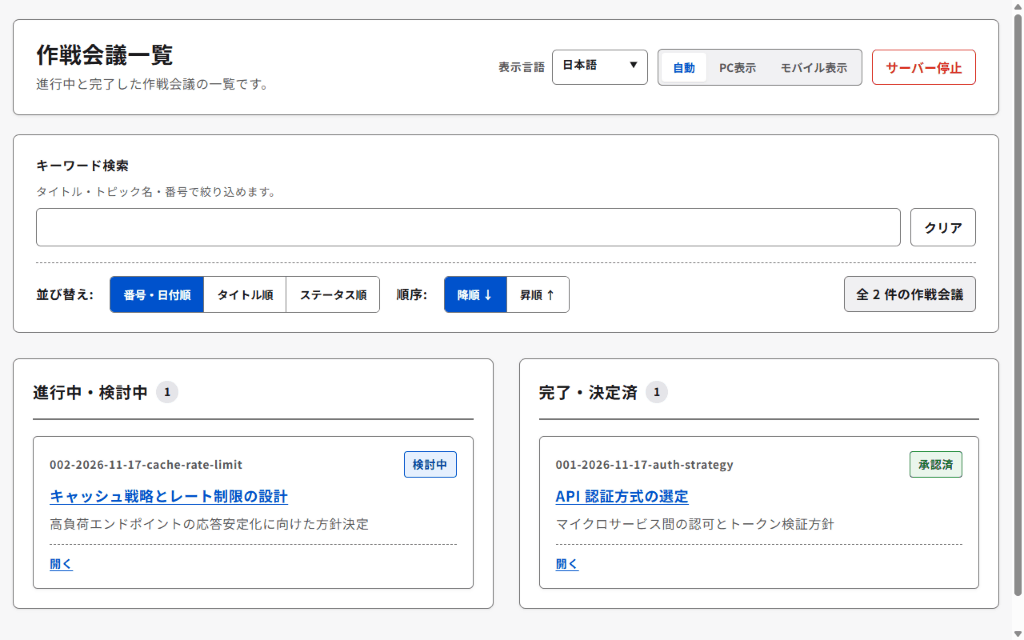 作戦会議一覧
進行中と完了した作戦会議の一覧です。
表示言語 日本語 ▼ 自動 PC表示 モバイル表示 サーバー停止
キーワード検索
タイトル・トピック名・番号で絞り込めます。
クリア
並び替え: 番号・日付順 タイトル順 ステータス順 順序: 降順 ↓ 昇順 ↑ 全 2 件の作戦会議
進行中・検討中 1
002-2026-11-17-cache-rate-limit 検討中
キャッシュ戦略とレート制限の設計
高負荷エンドポイントの応答安定化に向けた方針決定
開く
完了・決定済 1
001-2026-11-17-auth-strategy 承認済
API 認証方式の選定
マイクロサービス間の認可とトークン検証方針
開く